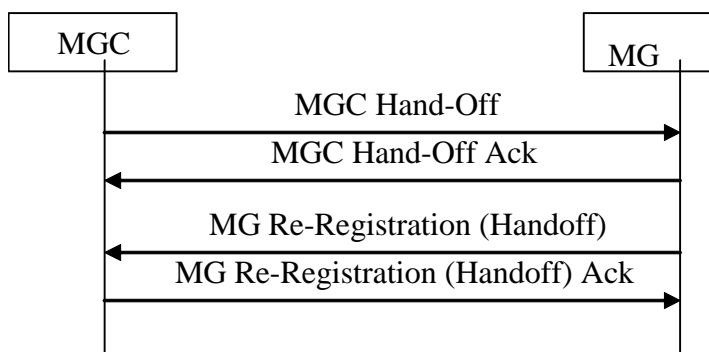 MGC
MG
MGC Hand-Off
MGC Hand-Off Ack
MG Re-Registration (Handoff)
MG Re-Registration (Handoff) Ack